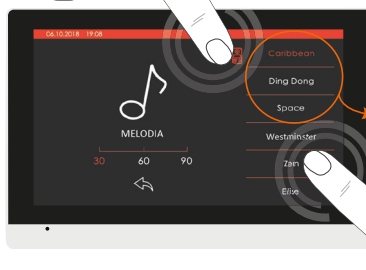 06.10.2018 19:08
Caribbean
Ding Dong
Space
MELODIA
Westminster
30 60 90
Zen
Elise